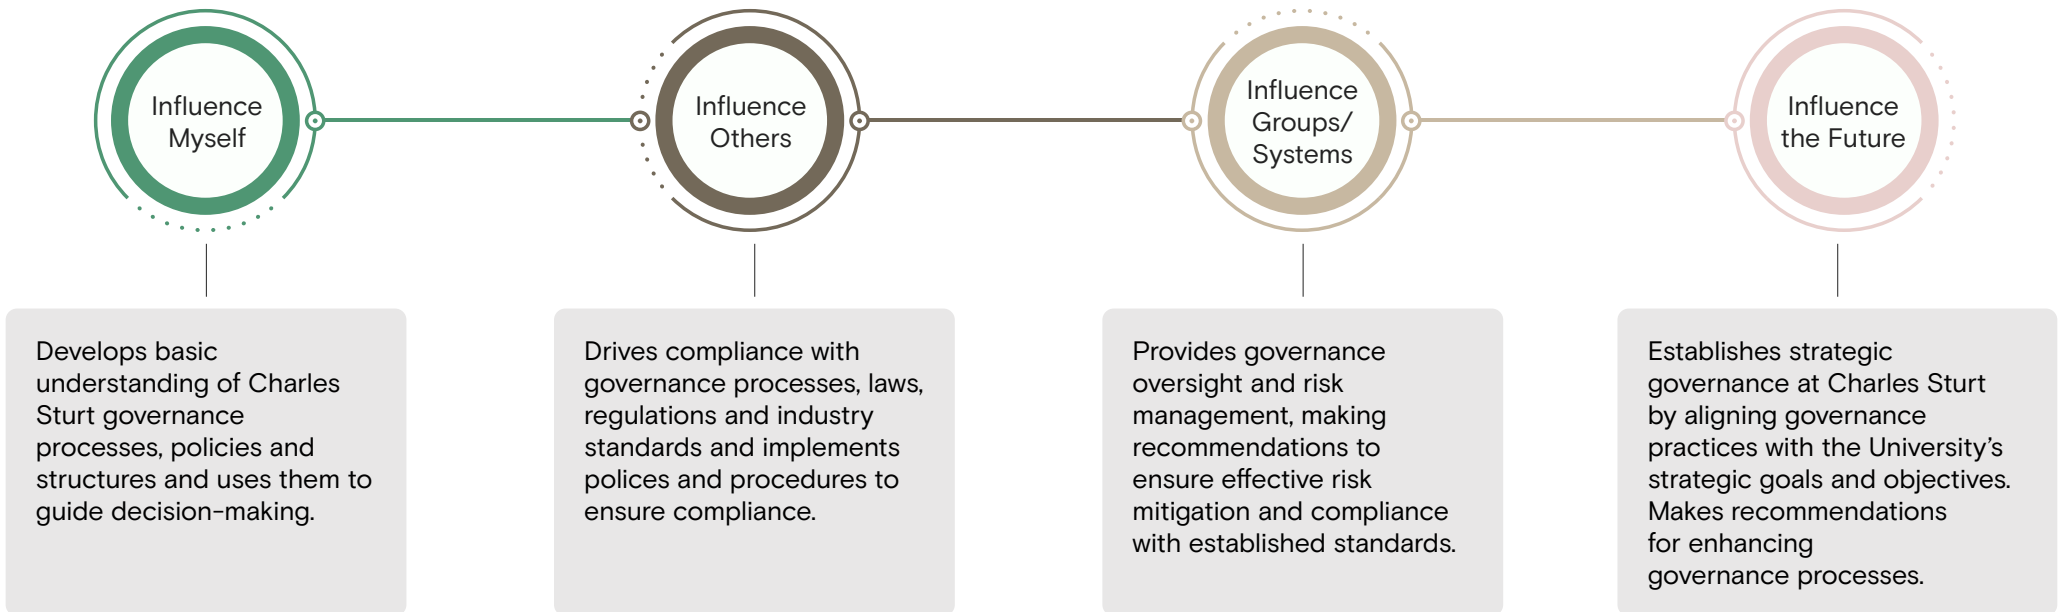 Influence
Myself
Influence
Others
Influence
Groups/
Systems
Influence
the Future
Develops basic
understanding of Charles
Sturt governance
processes, policies and
structures and uses them to
guide decision-making.
Drives compliance with
governance processes, laws,
regulations and industry
standards and implements
polices and procedures to
ensure compliance.
Provides governance
oversight and risk
management, making
recommendations to
ensure effective risk
mitigation and compliance
with established standards.
Establishes strategic
governance at Charles Sturt
by aligning governance
practices with the University’s
strategic goals and objectives.
Makes recommendations
for enhancing
governance processes.